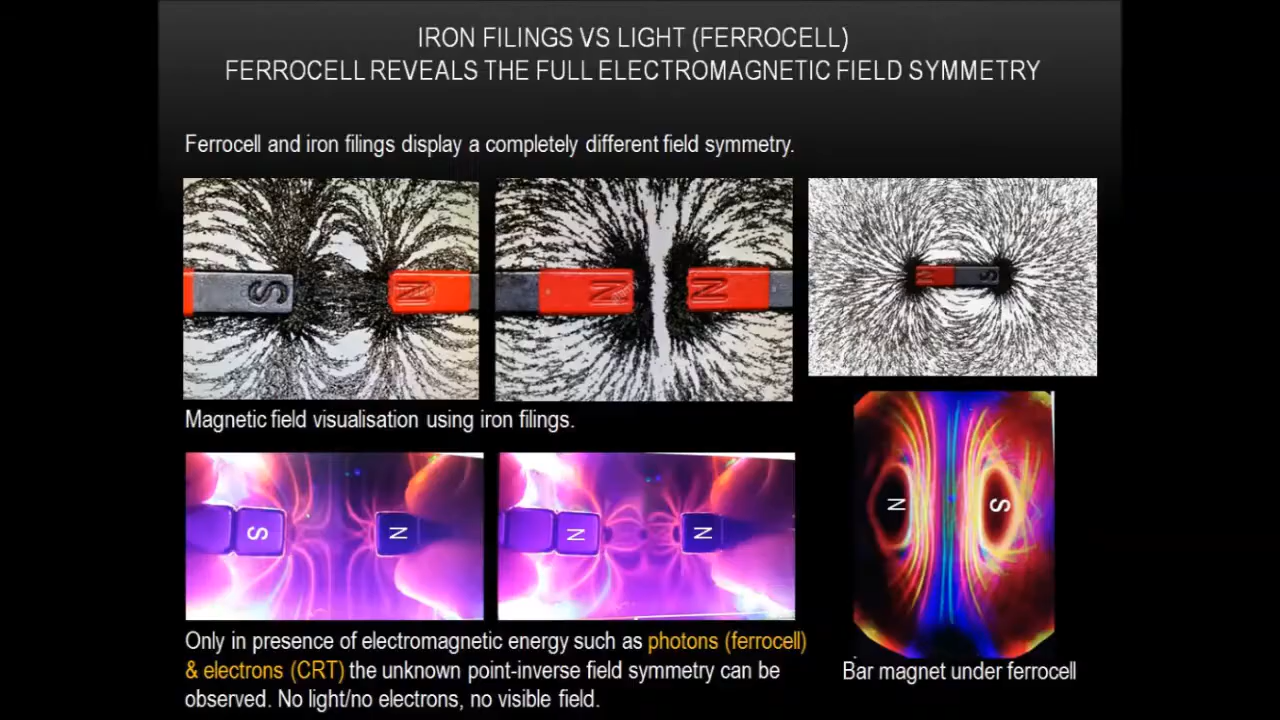 IRON FILINGS VS LIGHT (FERROCELL)
FERROCELL REVEALS THE FULL ELECTROMAGNETIC FIELD SYMMETRY
Ferrocell and iron filings display a completely different field symmetry.
S
N
N
N
N
S
Magnetic field visualisation using iron filings.
N
S
S
N
N
N
Only in presence of electromagnetic energy such as photons (ferrocell)
& electrons (CRT) the unknown point-inverse field symmetry can be
observed. No light/no electrons, no visible field.
Bar magnet under ferrocell